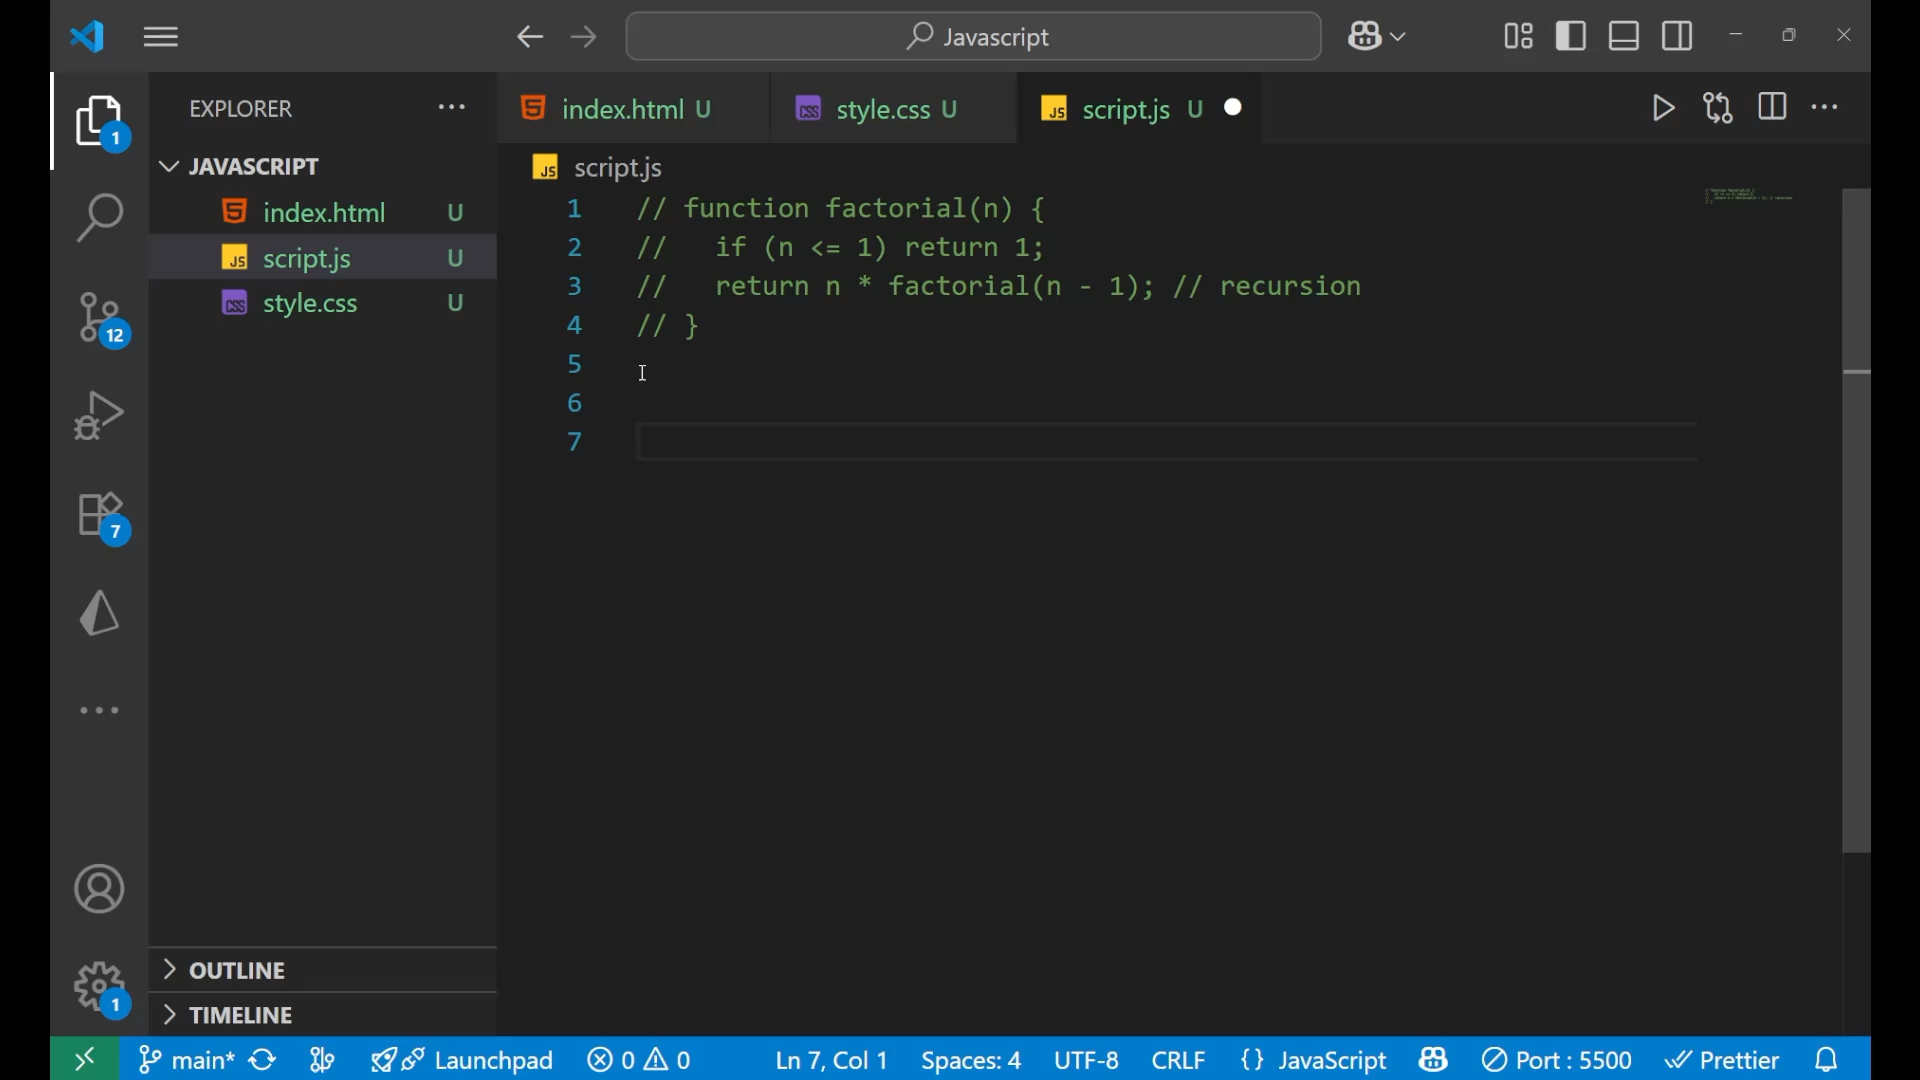 Javascript
EXPLORER
index.html U
style.css U
JS script.js U
1
JAVASCRIPT
JS script.js
index.html U
JS script.js U
style.css U
1 // function factorial(n) {
2 //   if (n <= 1) return 1;
3 //   return n * factorial(n - 1); // recursion
4 // }
5
6
7
12
7
1
OUTLINE
TIMELINE
main* Launchpad 0 0 Ln 7, Col 1 Spaces: 4 UTF-8 CRLF {} JavaScript Port : 5500 Prettier